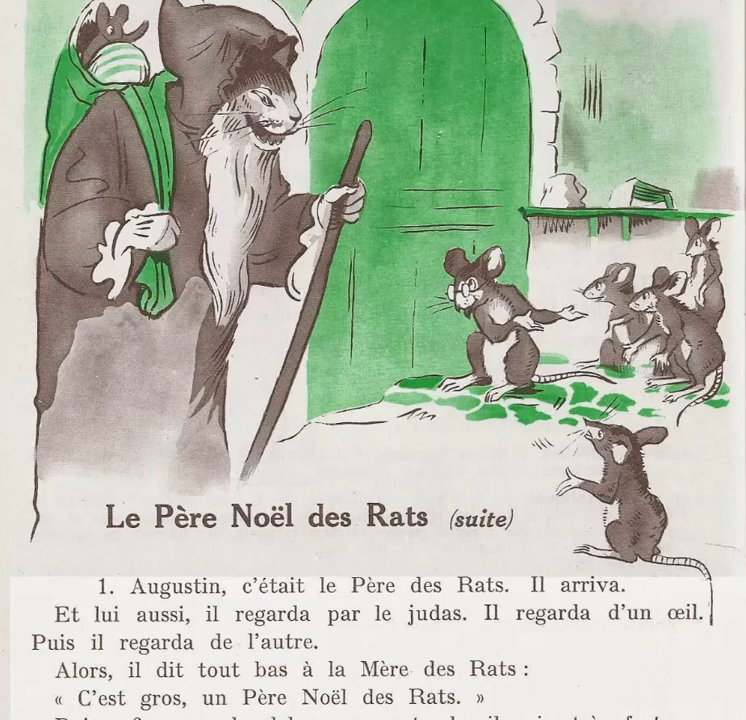 Le Père Noël des Rats (suite)
1. Augustin, c'était le Père des Rats. Il arriva.
Et lui aussi, il regarda par le judas. Il regarda d'un œil.
Puis il regarda de l'autre.
Alors, il dit tout bas à la Mère des Rats :
« C'est gros, un Père Noël des Rats. »